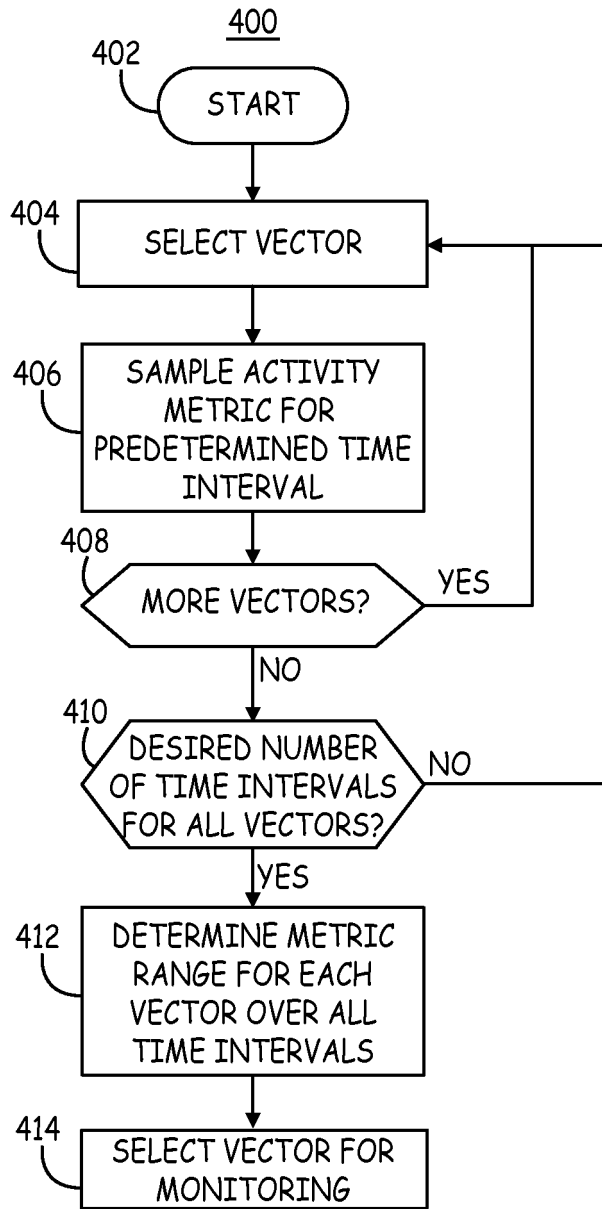 400
402
START
404
SELECT VECTOR
406
SAMPLE ACTIVITY
METRIC FOR
PREDETERMINED TIME
INTERVAL
408
MORE VECTORS?
YES
NO
410
DESIRED NUMBER
OF TIME INTERVALS
FOR ALL VECTORS?
NO
YES
412
DETERMINE METRIC
RANGE FOR EACH
VECTOR OVER ALL
TIME INTERVALS
414
SELECT VECTOR FOR
MONITORING